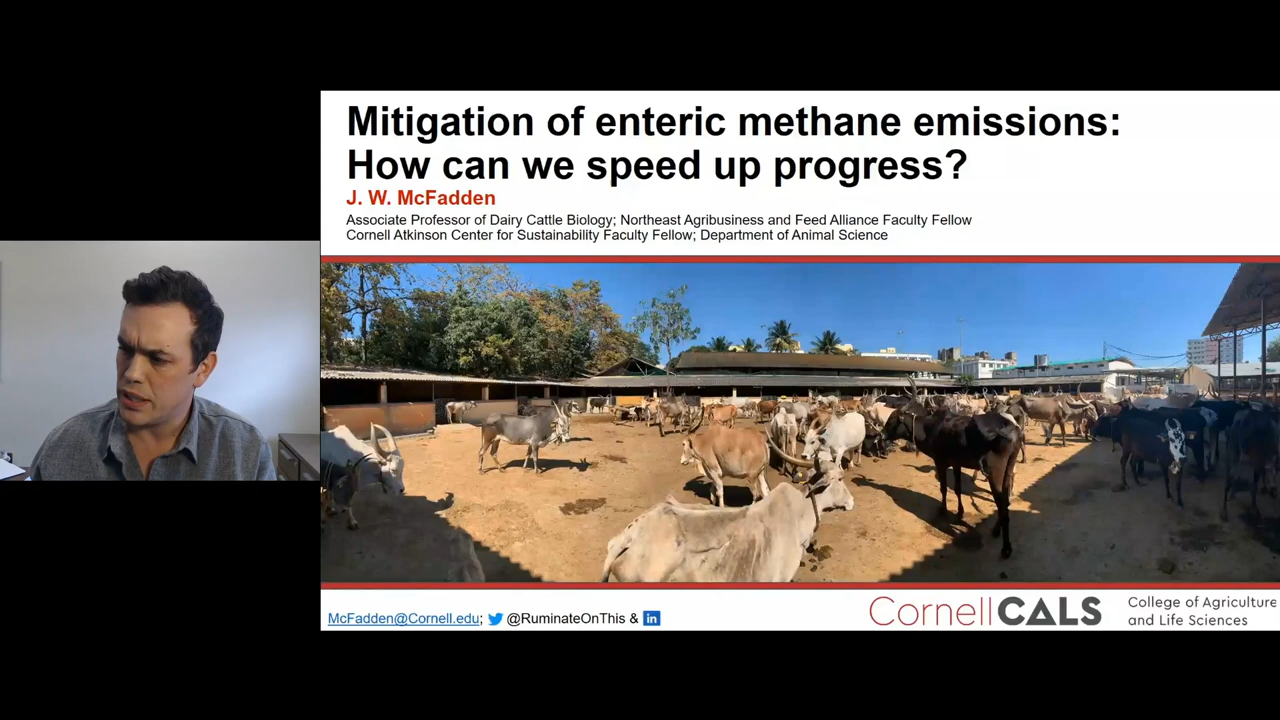 Mitigation of enteric methane emissions:
How can we speed up progress?
J. W. McFadden
Associate Professor of Dairy Cattle Biology; Northeast Agribusiness and Feed Alliance Faculty Fellow
Cornell Atkinson Center for Sustainability Faculty Fellow; Department of Animal Science
McFadden@Cornell.edu; @RuminateOnThis & in
CornellCALS
College of Agriculture
and Life Sciences